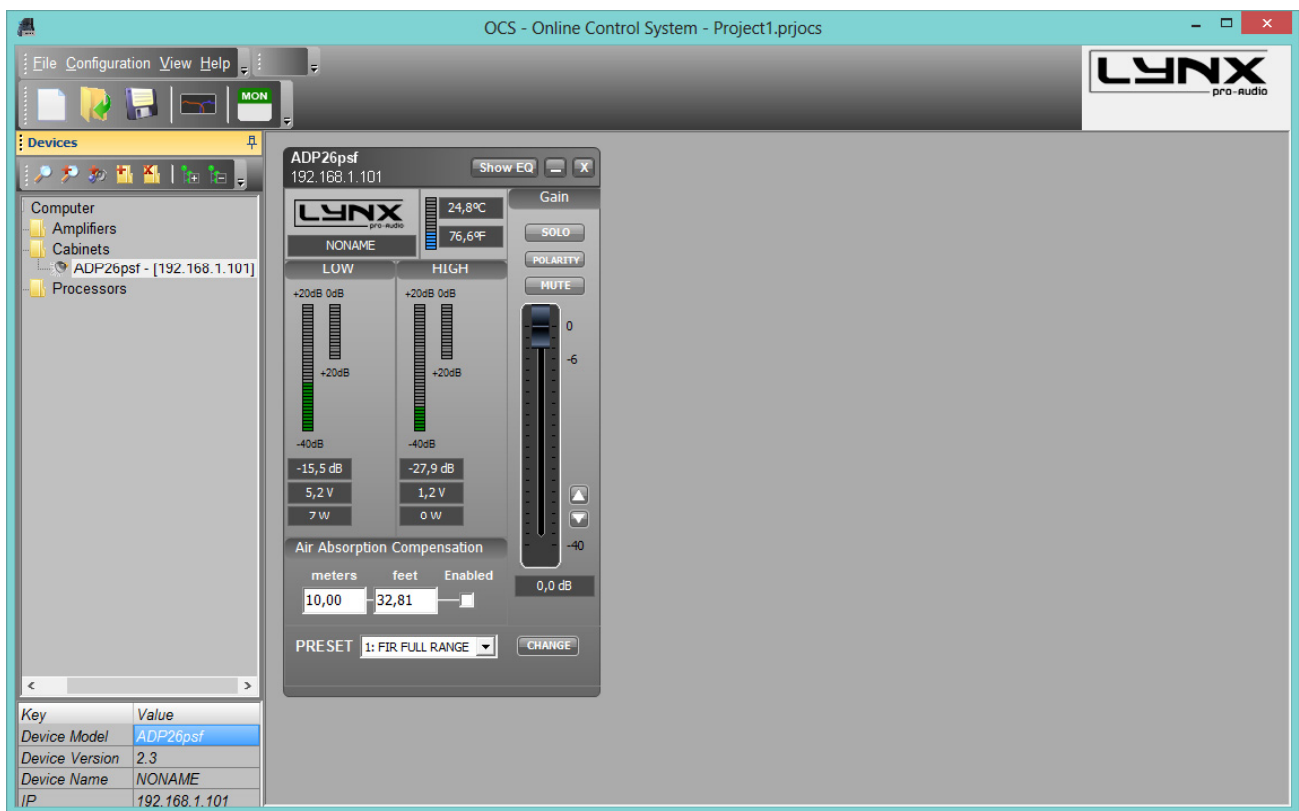 OCS - Online Control System - Project1.prjocs
File Configuration View Help
LYNX
pro-audio
MON
Devices
Computer
Amplifiers
Cabinets
ADP26psf - [192.168.1.101]
Processors
Key Value
Device Model ADP26psf
Device Version 2.3
Device Name NONAME
IP 192.168.1.101
ADP26psf
192.168.1.101
Show EQ
X
LYNX
pro-audio
NONAME
24,8ºC
76,6ºF
LOW HIGH
+20dB 0dB +20dB 0dB
+20dB +20dB
-40dB -40dB
-15,5 dB -27,9 dB
5,2 V 1,2 V
7 W 0 W
Air Absorption Compensation
meters feet Enabled
10,00 32,81
PRESET 1: FIR FULL RANGE CHANGE
Gain
SOLO
POLARITY
MUTE
0
-6
-40
0,0 dB